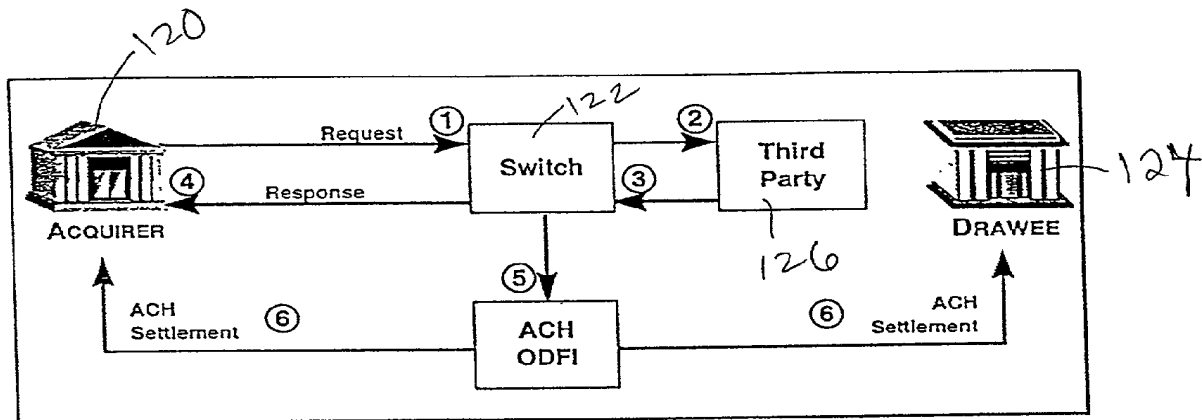 120
Request
①
122
②
Switch
Third
Party
124
④
Response
③
ACQUIRER
126
DRAWEE
⑤
ACH
Settlement
⑥
ACH
ODFI
⑥
ACH
Settlement